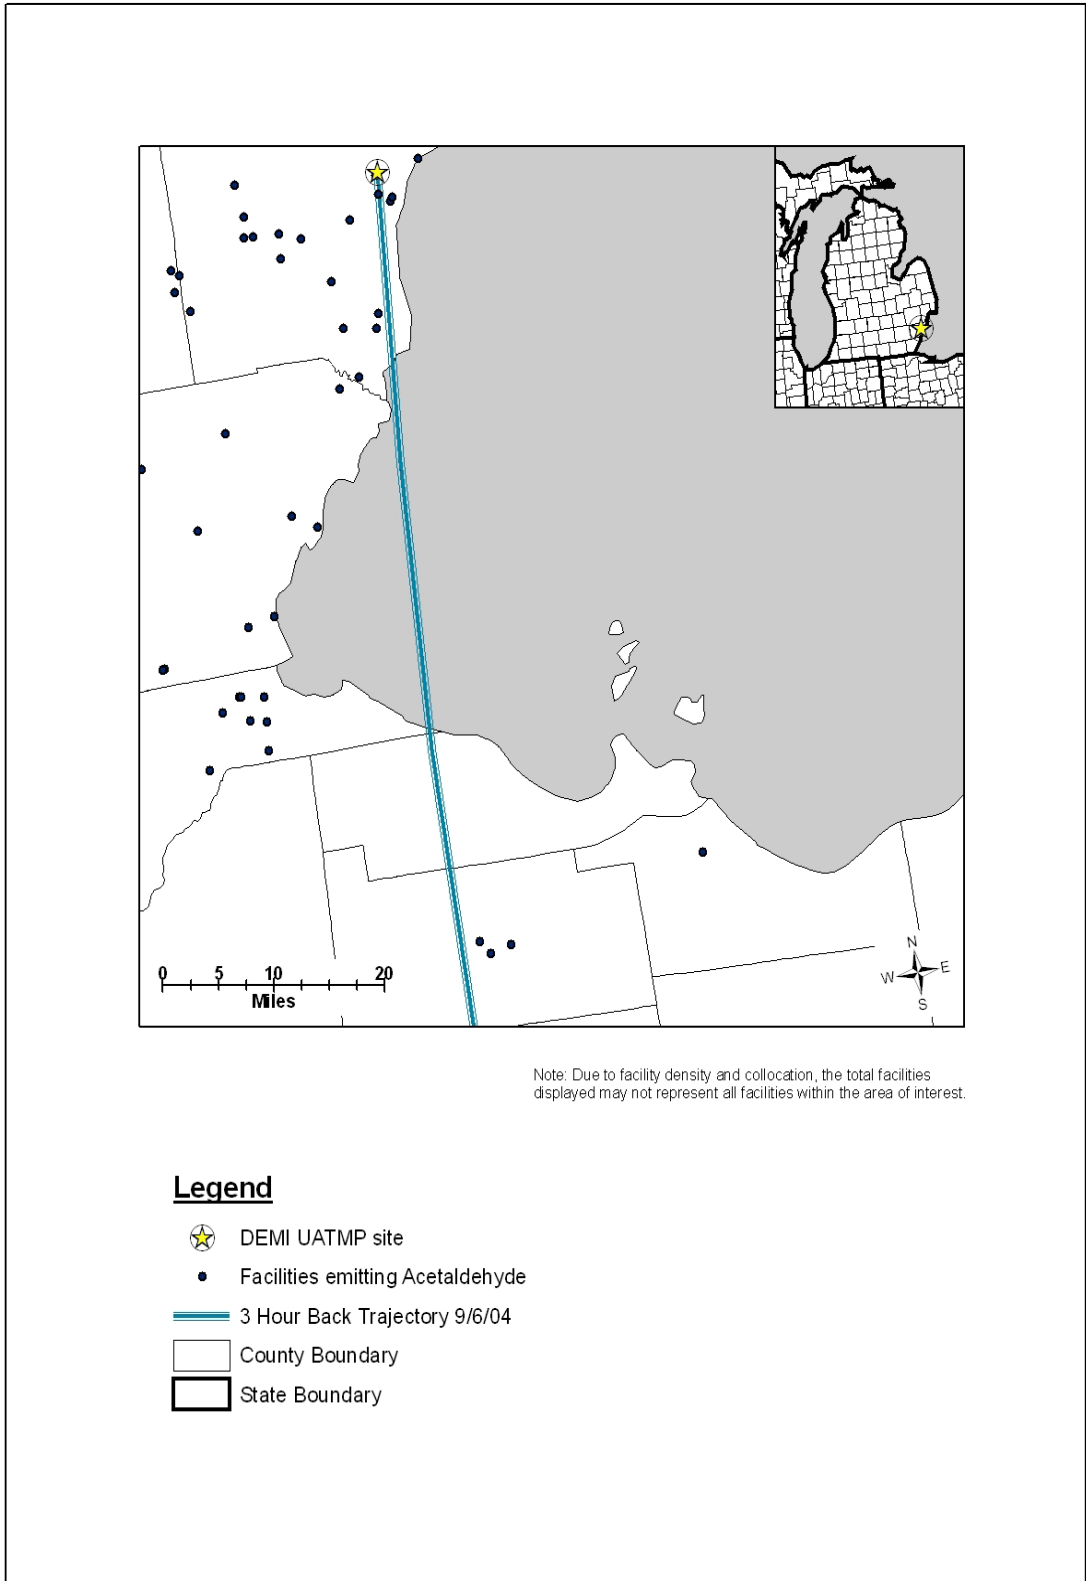 N
W E
S
0 5 10 20
Miles
Note: Due to facility density and collocation, the total facilities
displayed may not represent all facilities within the area of interest.
Legend
DEMI UATMP site
Facilities emitting Acetaldehyde
3 Hour Back Trajectory 9/6/04
County Boundary
State Boundary